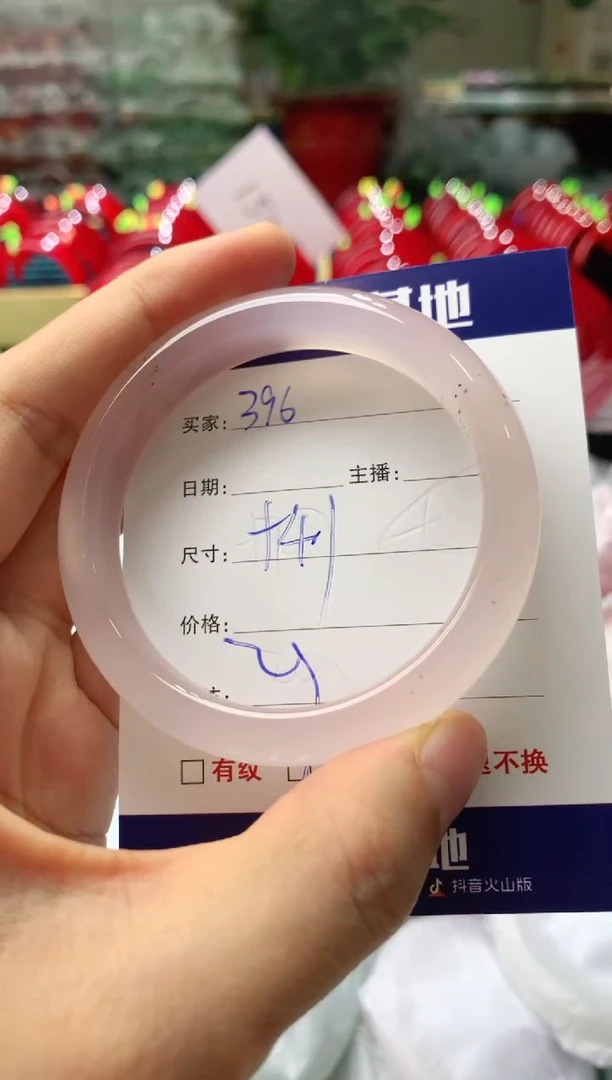 基地
买家: 396
日期: 主播:
尺寸:
价格:
有纹 不换
地
抖音火山版